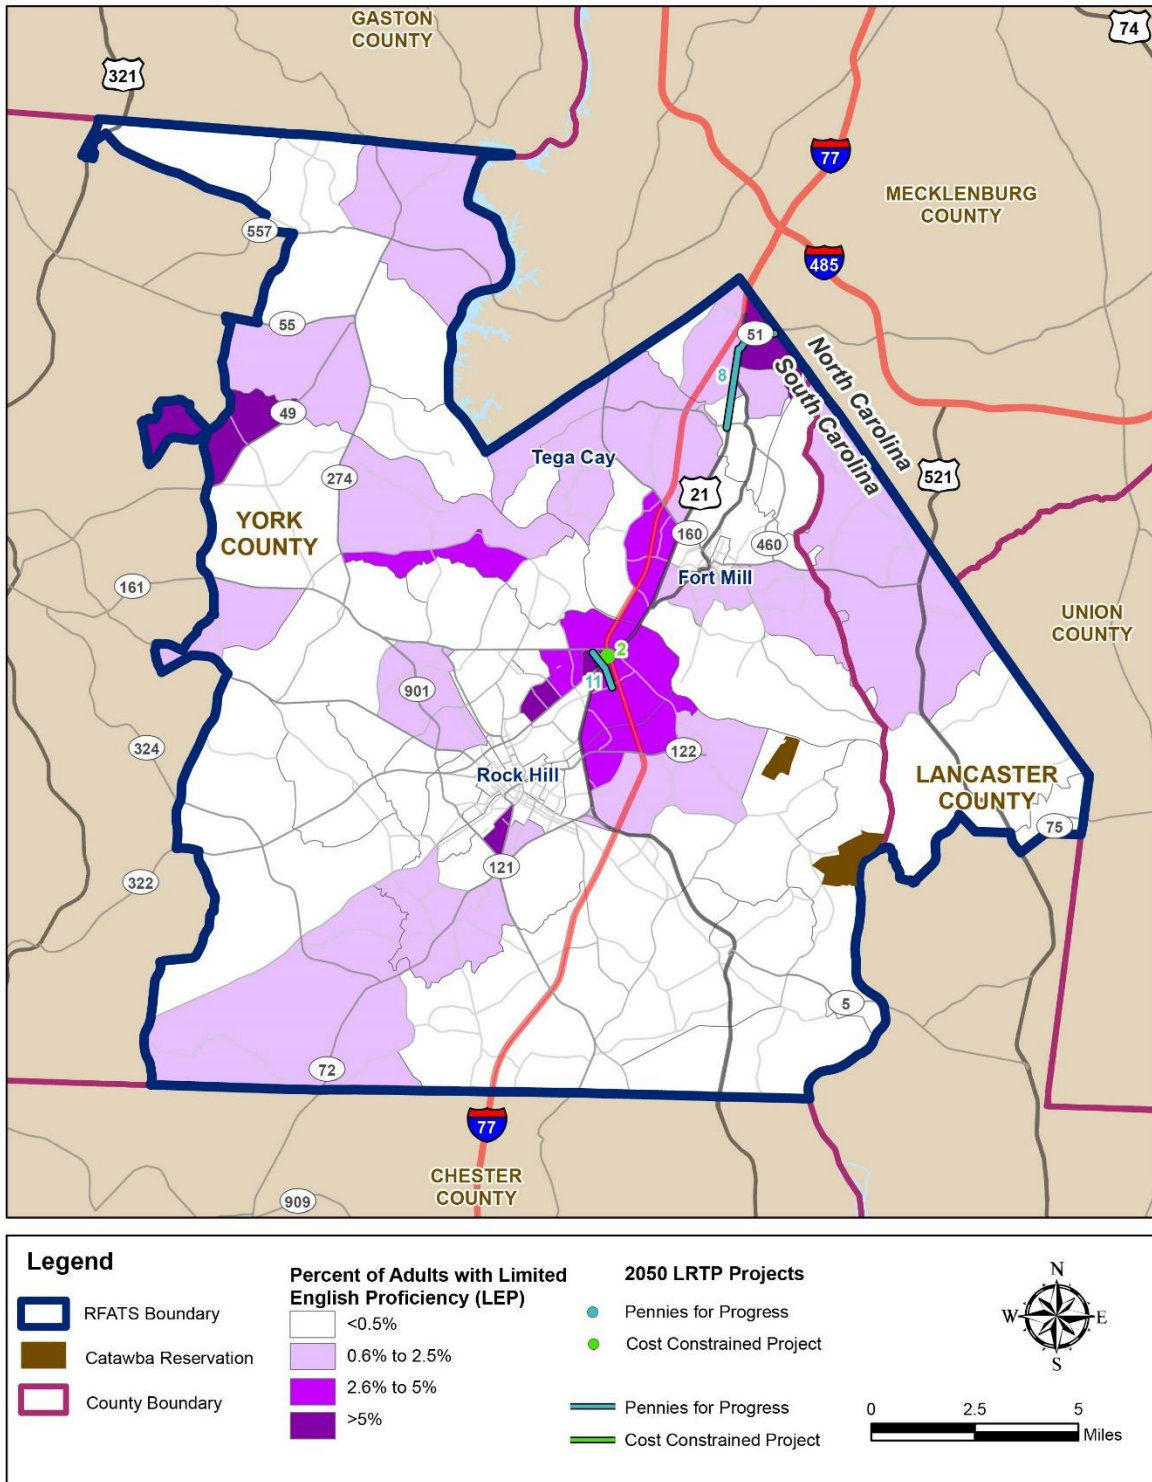 GASTON
COUNTY
74
321
77
MECKLENBURG
COUNTY
557
485
55
51
North Carolina
South Carolina
8
49
Tega Cay
274
21
521
YORK
COUNTY
160
460
161
Fort Mill
UNION
COUNTY
2
11
901
324
122
Rock Hill
LANCASTER
COUNTY
75
121
322
5
72
77
CHESTER
COUNTY
909
Legend
RFATS Boundary
Catawba Reservation
County Boundary
Percent of Adults with Limited
English Proficiency (LEP)
<0.5%
0.6% to 2.5%
2.6% to 5%
>5%
2050 LRTP Projects
Pennies for Progress
Cost Constrained Project
Pennies for Progress
Cost Constrained Project
N
W E
S
0 2.5 5
Miles